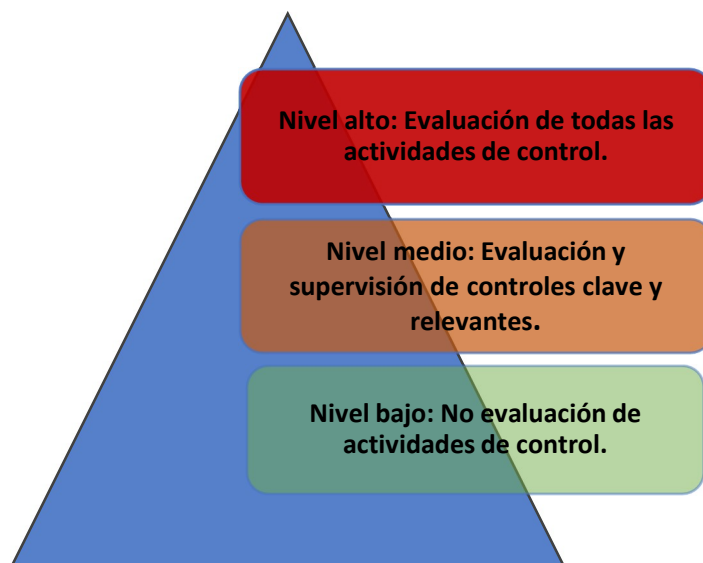 Nivel alto: Evaluación de todas las
actividades de control.
Nivel medio: Evaluación y
supervisión de controles clave y
relevantes.
Nivel bajo: No evaluación de
actividades de control.